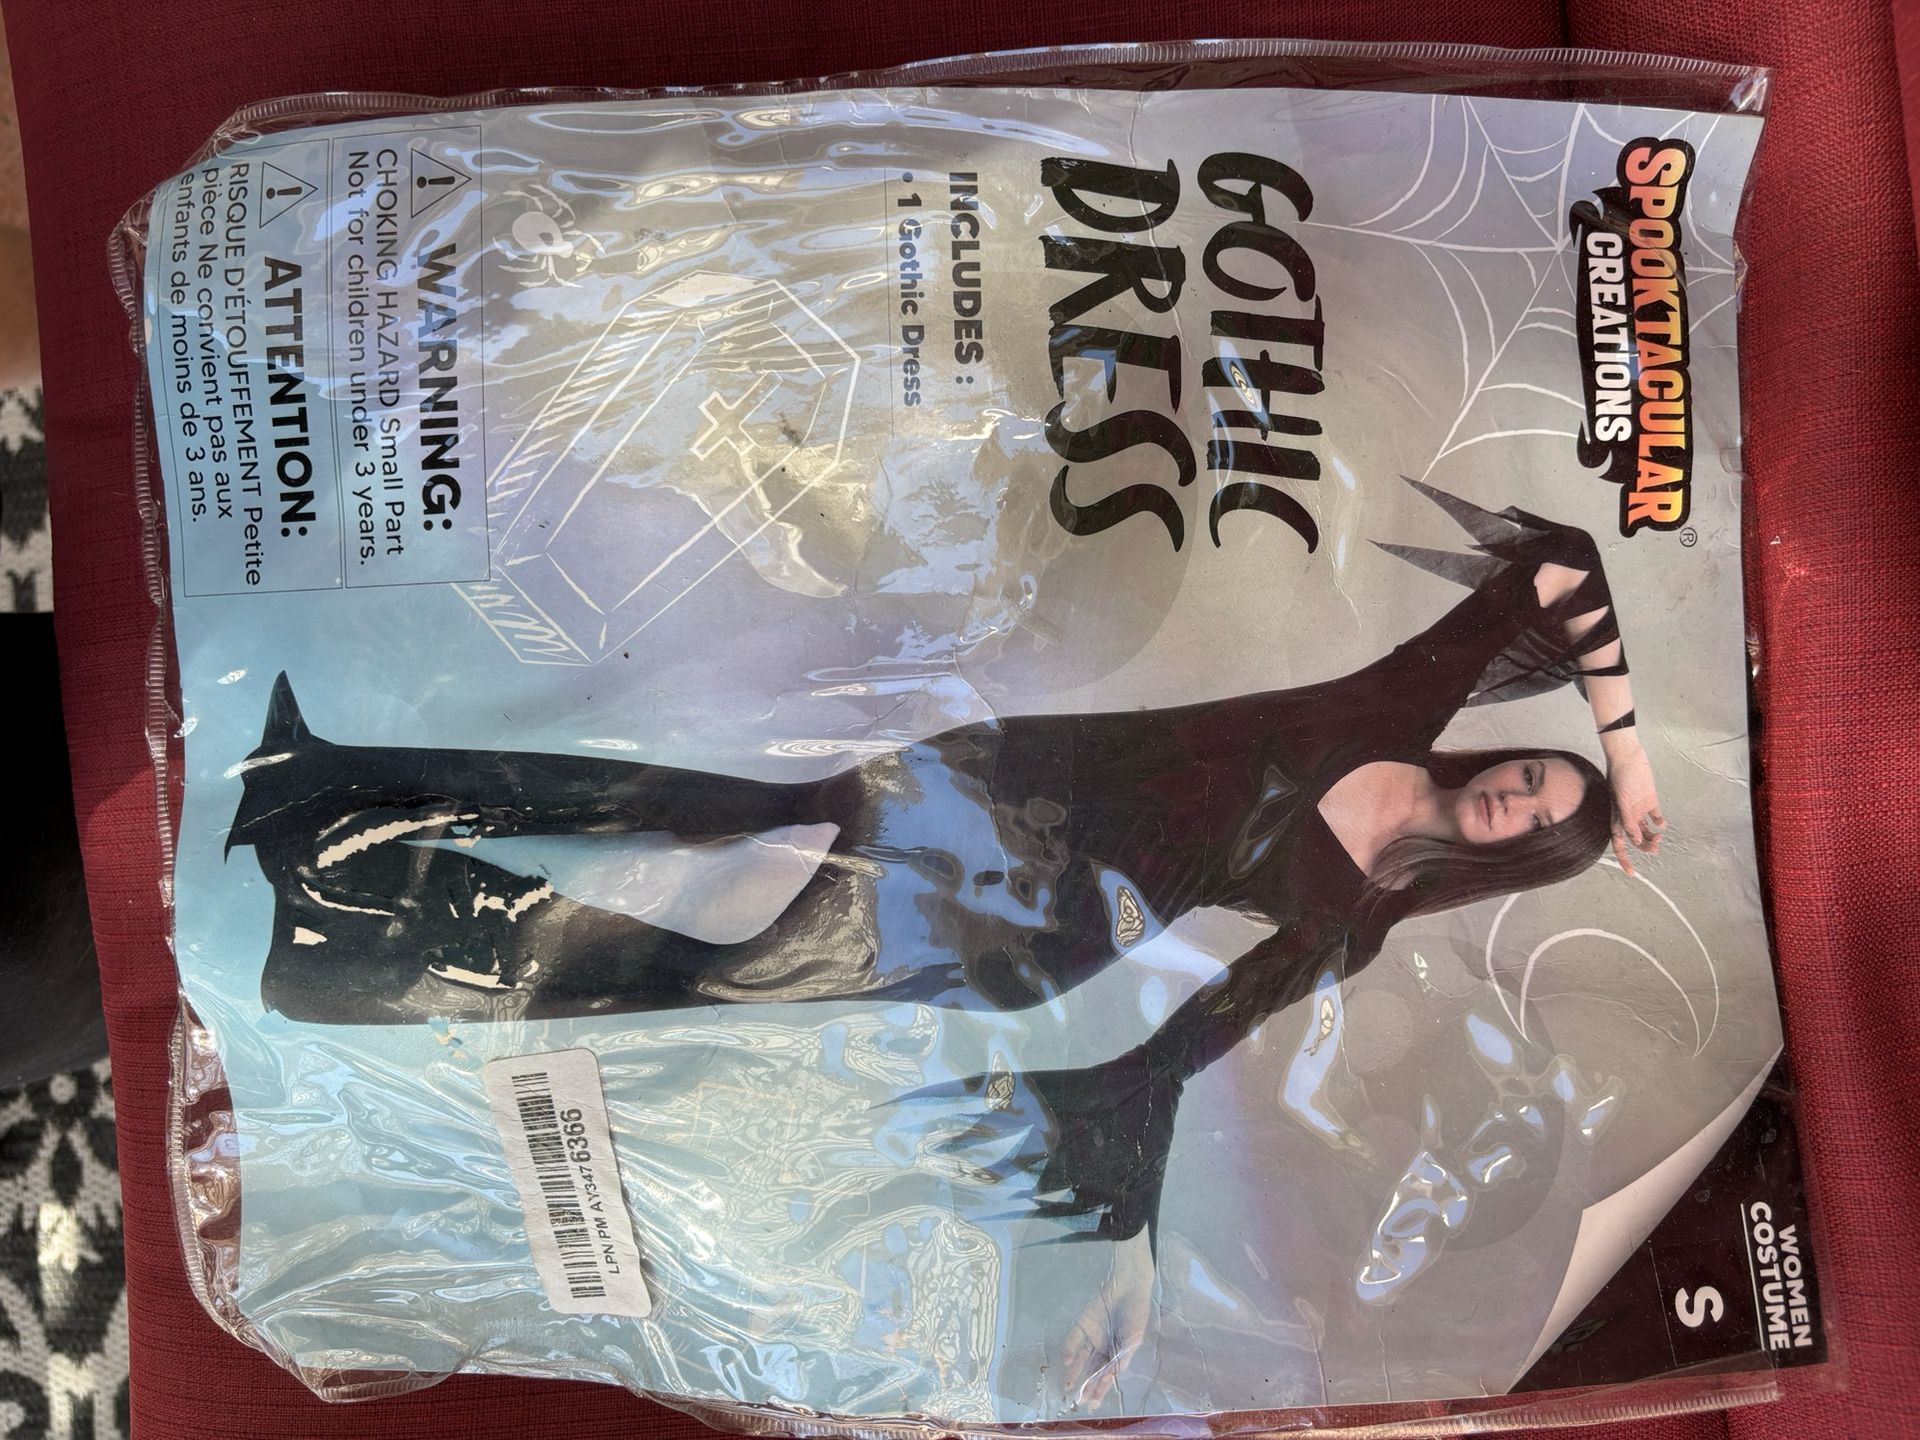 SPOOKTACULAR®
CREATIONS
GOTHIC
DRESS
INCLUDES :
• 1 Gothic Dress
WARNING:
CHOKING HAZARD Small Part
Not for children under 3 years.
ATTENTION:
RISQUE D'ÉTOUFFEMENT Petite
pièce Ne convient pas aux
enfants de moins de 3 ans.
WOMEN
COSTUME
S
LPN PM AY3476366